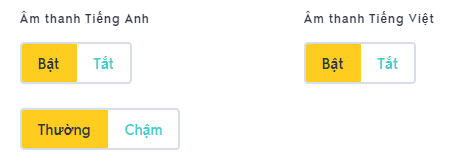 Âm thanh Tiếng Anh
Âm thanh Tiếng Việt
Bật Tắt
Bật Tắt
Thường Chậm